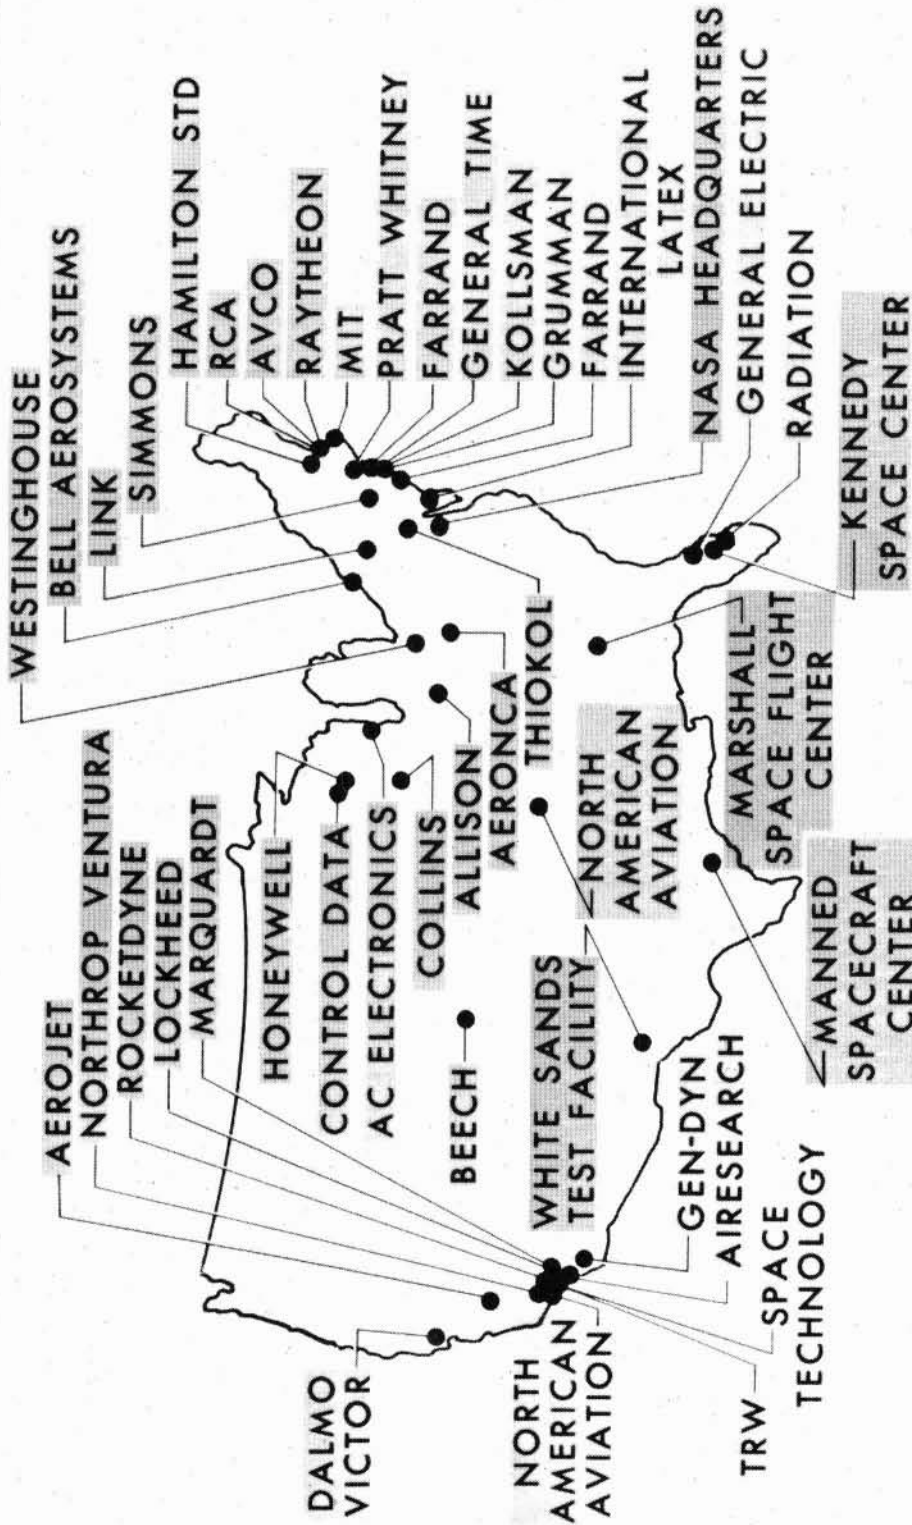 WESTINGHOUSE
BELL AEROSYSTEMS
LINK
SIMMONS
HAMILTON STD
RCA
AVCO
RAYTHEON
MIT
PRATT WHITNEY
FARRAND
GENERAL TIME
KOLLSMAN
GRUMMAN
FARRAND
INTERNATIONAL
LATEX
NASA HEADQUARTERS
GENERAL ELECTRIC
RADIATION
KENNEDY
SPACE CENTER
AEROJET
NORTHROP VENTURA
ROCKETDYNE
LOCKHEED
MARQUARDT
HONEYWELL
CONTROL DATA
AC ELECTRONICS
COLLINS
ALLISON
AERONCA
THIOKOL
BEECH
WHITE SANDS
TEST FACILITY
NORTH
AMERICAN
AVIATION
MARSHALL
SPACE FLIGHT
CENTER
MANNED
SPACECRAFT
CENTER
DALMO
VICTOR
NORTH
AMERICAN
AVIATION
GEN-DYN
AIRESEARCH
SPACE
TECHNOLOGY
TRW